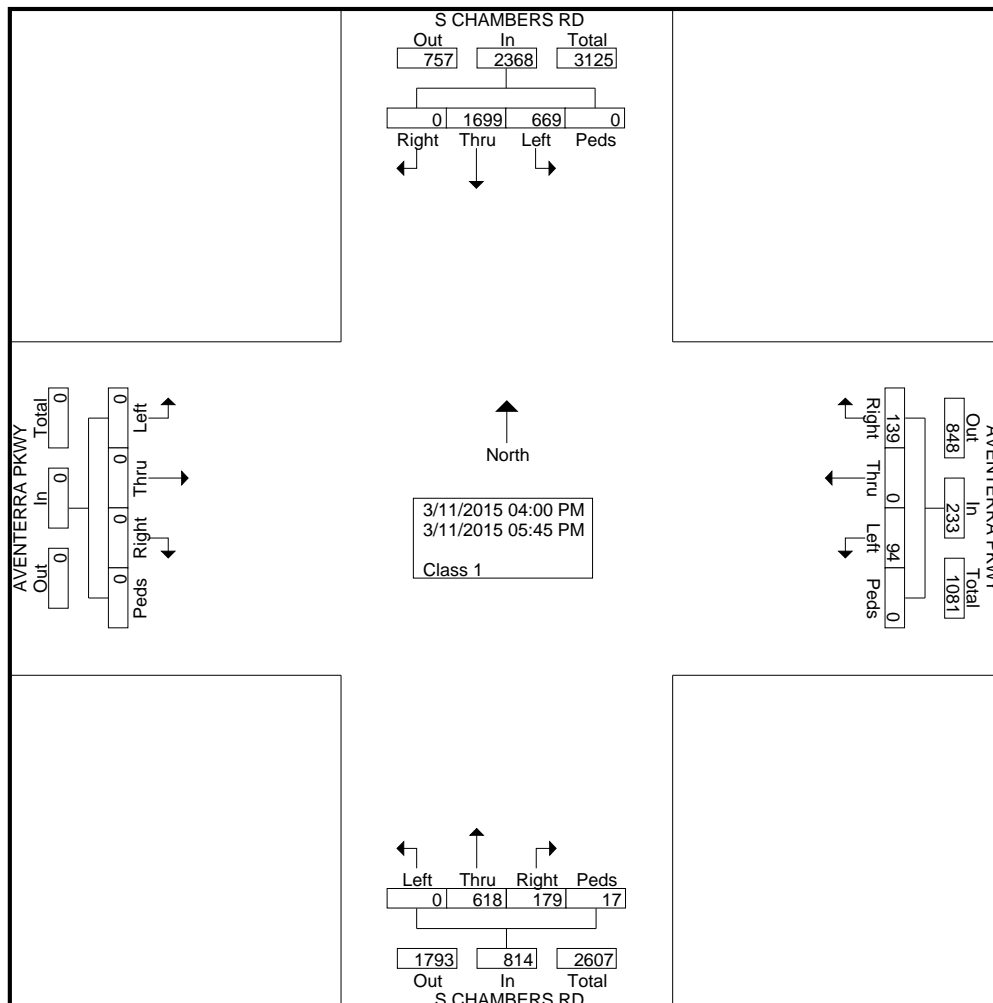 S CHAMBERS RD
Out In Total
757 2368 3125
0 1699 669 0
Right Thru Left Peds
AVENTERRA PKWY
Total In Out
0 0 0
0 0 0 0
Left Thru Right Peds
North
3/11/2015 04:00 PM
3/11/2015 05:45 PM
Class 1
Right Thru Left Peds
139 0 94 0
848 233 1081
Out In Total
AVENTERRA PKWY
Left Thru Right Peds
0 618 179 17
1793 814 2607
Out In Total
S CHAMBERS RD